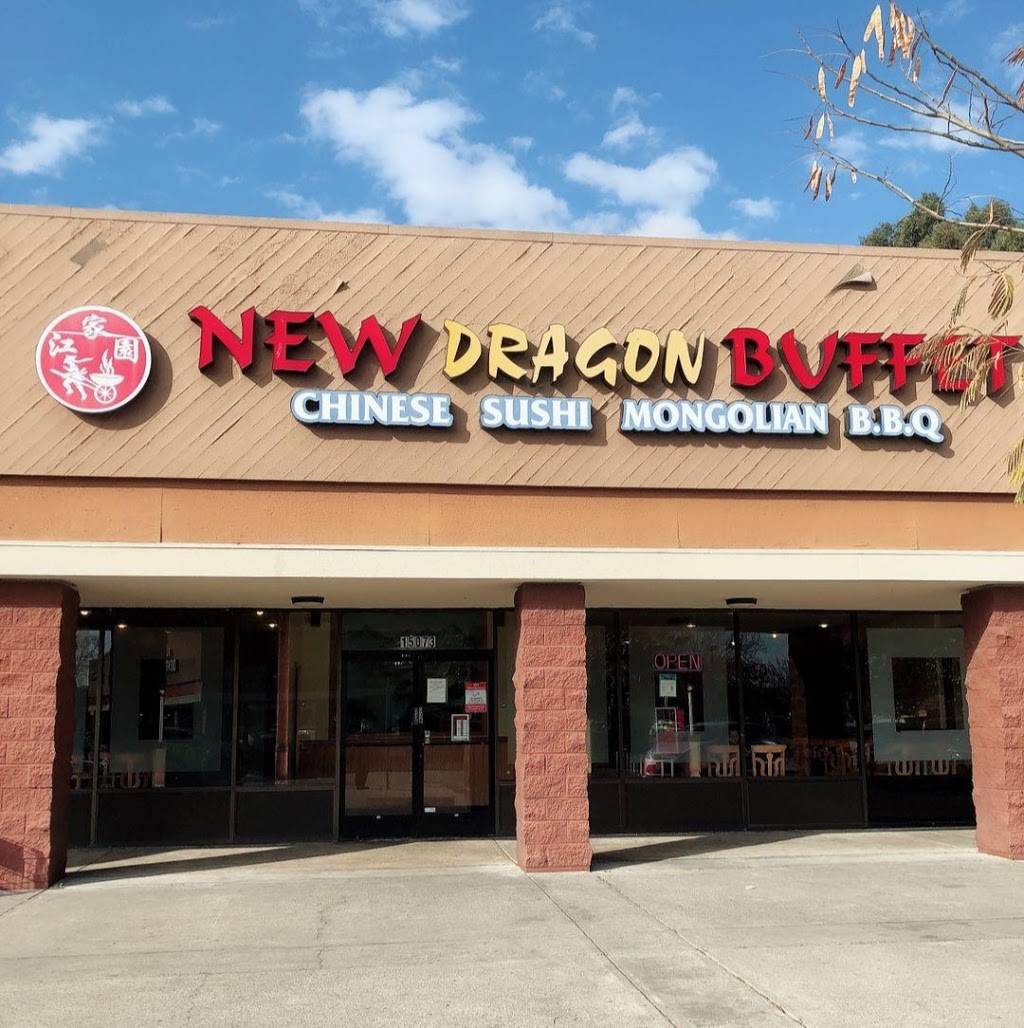 家
江
園
NEW DRAGON BUFFET
CHINESE SUSHI MONGOLIAN B.B.Q
15073
OPEN